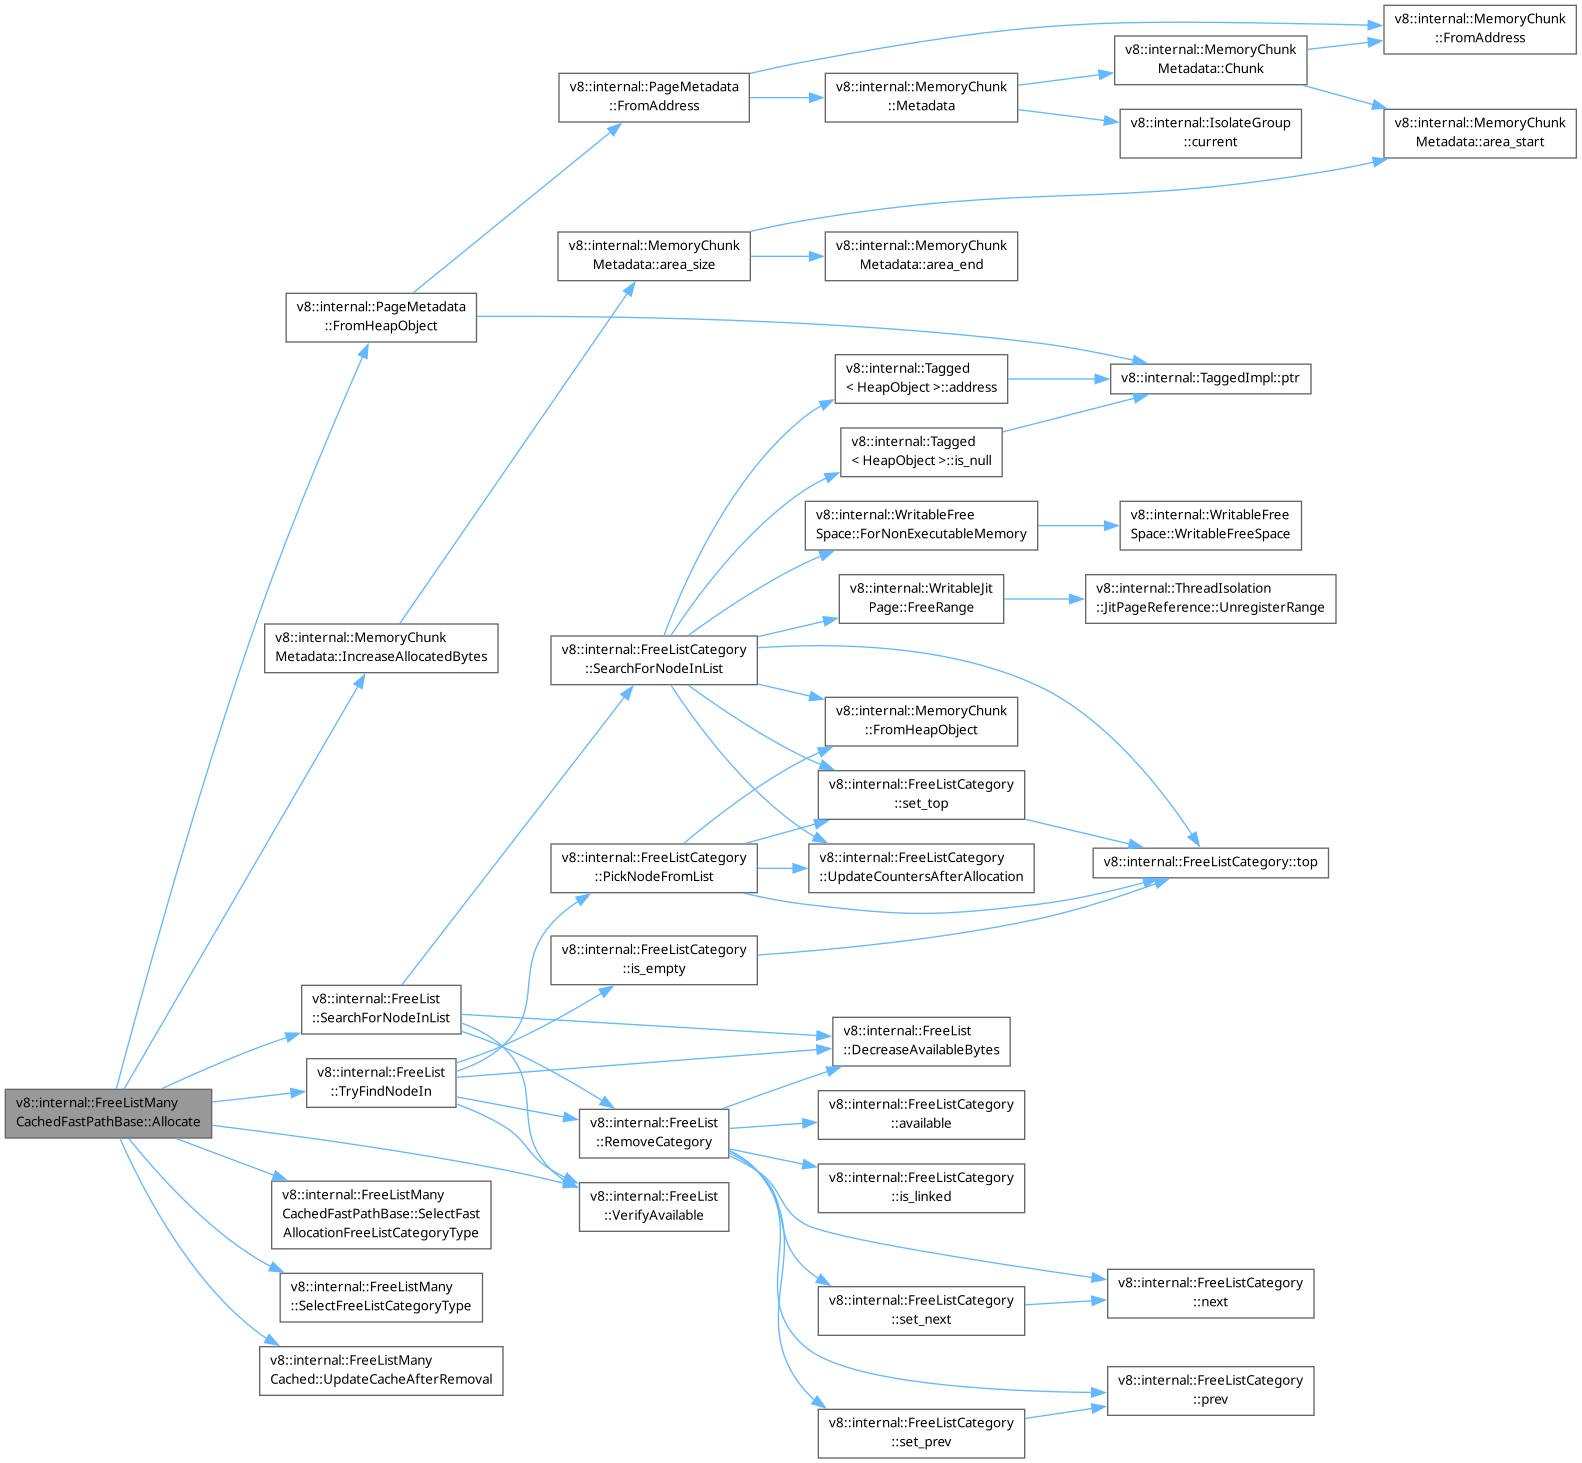 v8::internal::MemoryChunk
::FromAddress
v8::internal::MemoryChunk
Metadata::Chunk
v8::internal::PageMetadata
::FromAddress
v8::internal::MemoryChunk
::Metadata
v8::internal::IsolateGroup
::current
v8::internal::MemoryChunk
Metadata::area_start
v8::internal::MemoryChunk
Metadata::area_size
v8::internal::MemoryChunk
Metadata::area_end
v8::internal::PageMetadata
::FromHeapObject
v8::internal::Tagged
< HeapObject >::address
v8::internal::TaggedImpl::ptr
v8::internal::Tagged
< HeapObject >::is_null
v8::internal::WritableFree
Space::ForNonExecutableMemory
v8::internal::WritableFree
Space::WritableFreeSpace
v8::internal::WritableJit
Page::FreeRange
v8::internal::ThreadIsolation
::JitPageReference::UnregisterRange
v8::internal::MemoryChunk
Metadata::IncreaseAllocatedBytes
v8::internal::FreeListCategory
::SearchForNodeInList
v8::internal::MemoryChunk
::FromHeapObject
v8::internal::FreeListCategory
::set_top
v8::internal::FreeListCategory
::PickNodeFromList
v8::internal::FreeListCategory
::UpdateCountersAfterAllocation
v8::internal::FreeListCategory::top
v8::internal::FreeListCategory
::is_empty
v8::internal::FreeList
::SearchForNodeInList
v8::internal::FreeList
::DecreaseAvailableBytes
v8::internal::FreeList
::TryFindNodeIn
v8::internal::FreeListMany
CachedFastPathBase::Allocate
v8::internal::FreeListCategory
::available
v8::internal::FreeList
::RemoveCategory
v8::internal::FreeListCategory
::is_linked
v8::internal::FreeListMany
CachedFastPathBase::SelectFast
AllocationFreeListCategoryType
v8::internal::FreeList
::VerifyAvailable
v8::internal::FreeListMany
::SelectFreeListCategoryType
v8::internal::FreeListCategory
::set_next
v8::internal::FreeListCategory
::next
v8::internal::FreeListMany
Cached::UpdateCacheAfterRemoval
v8::internal::FreeListCategory
::prev
v8::internal::FreeListCategory
::set_prev